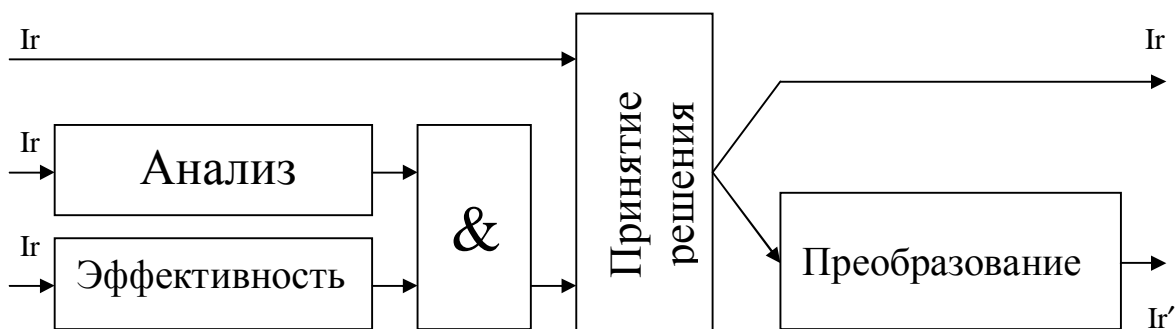 Ir
Ir
Ir
Анализ
Ir
Эффективность
&
Принятие
решения
Преобразование
Ir′